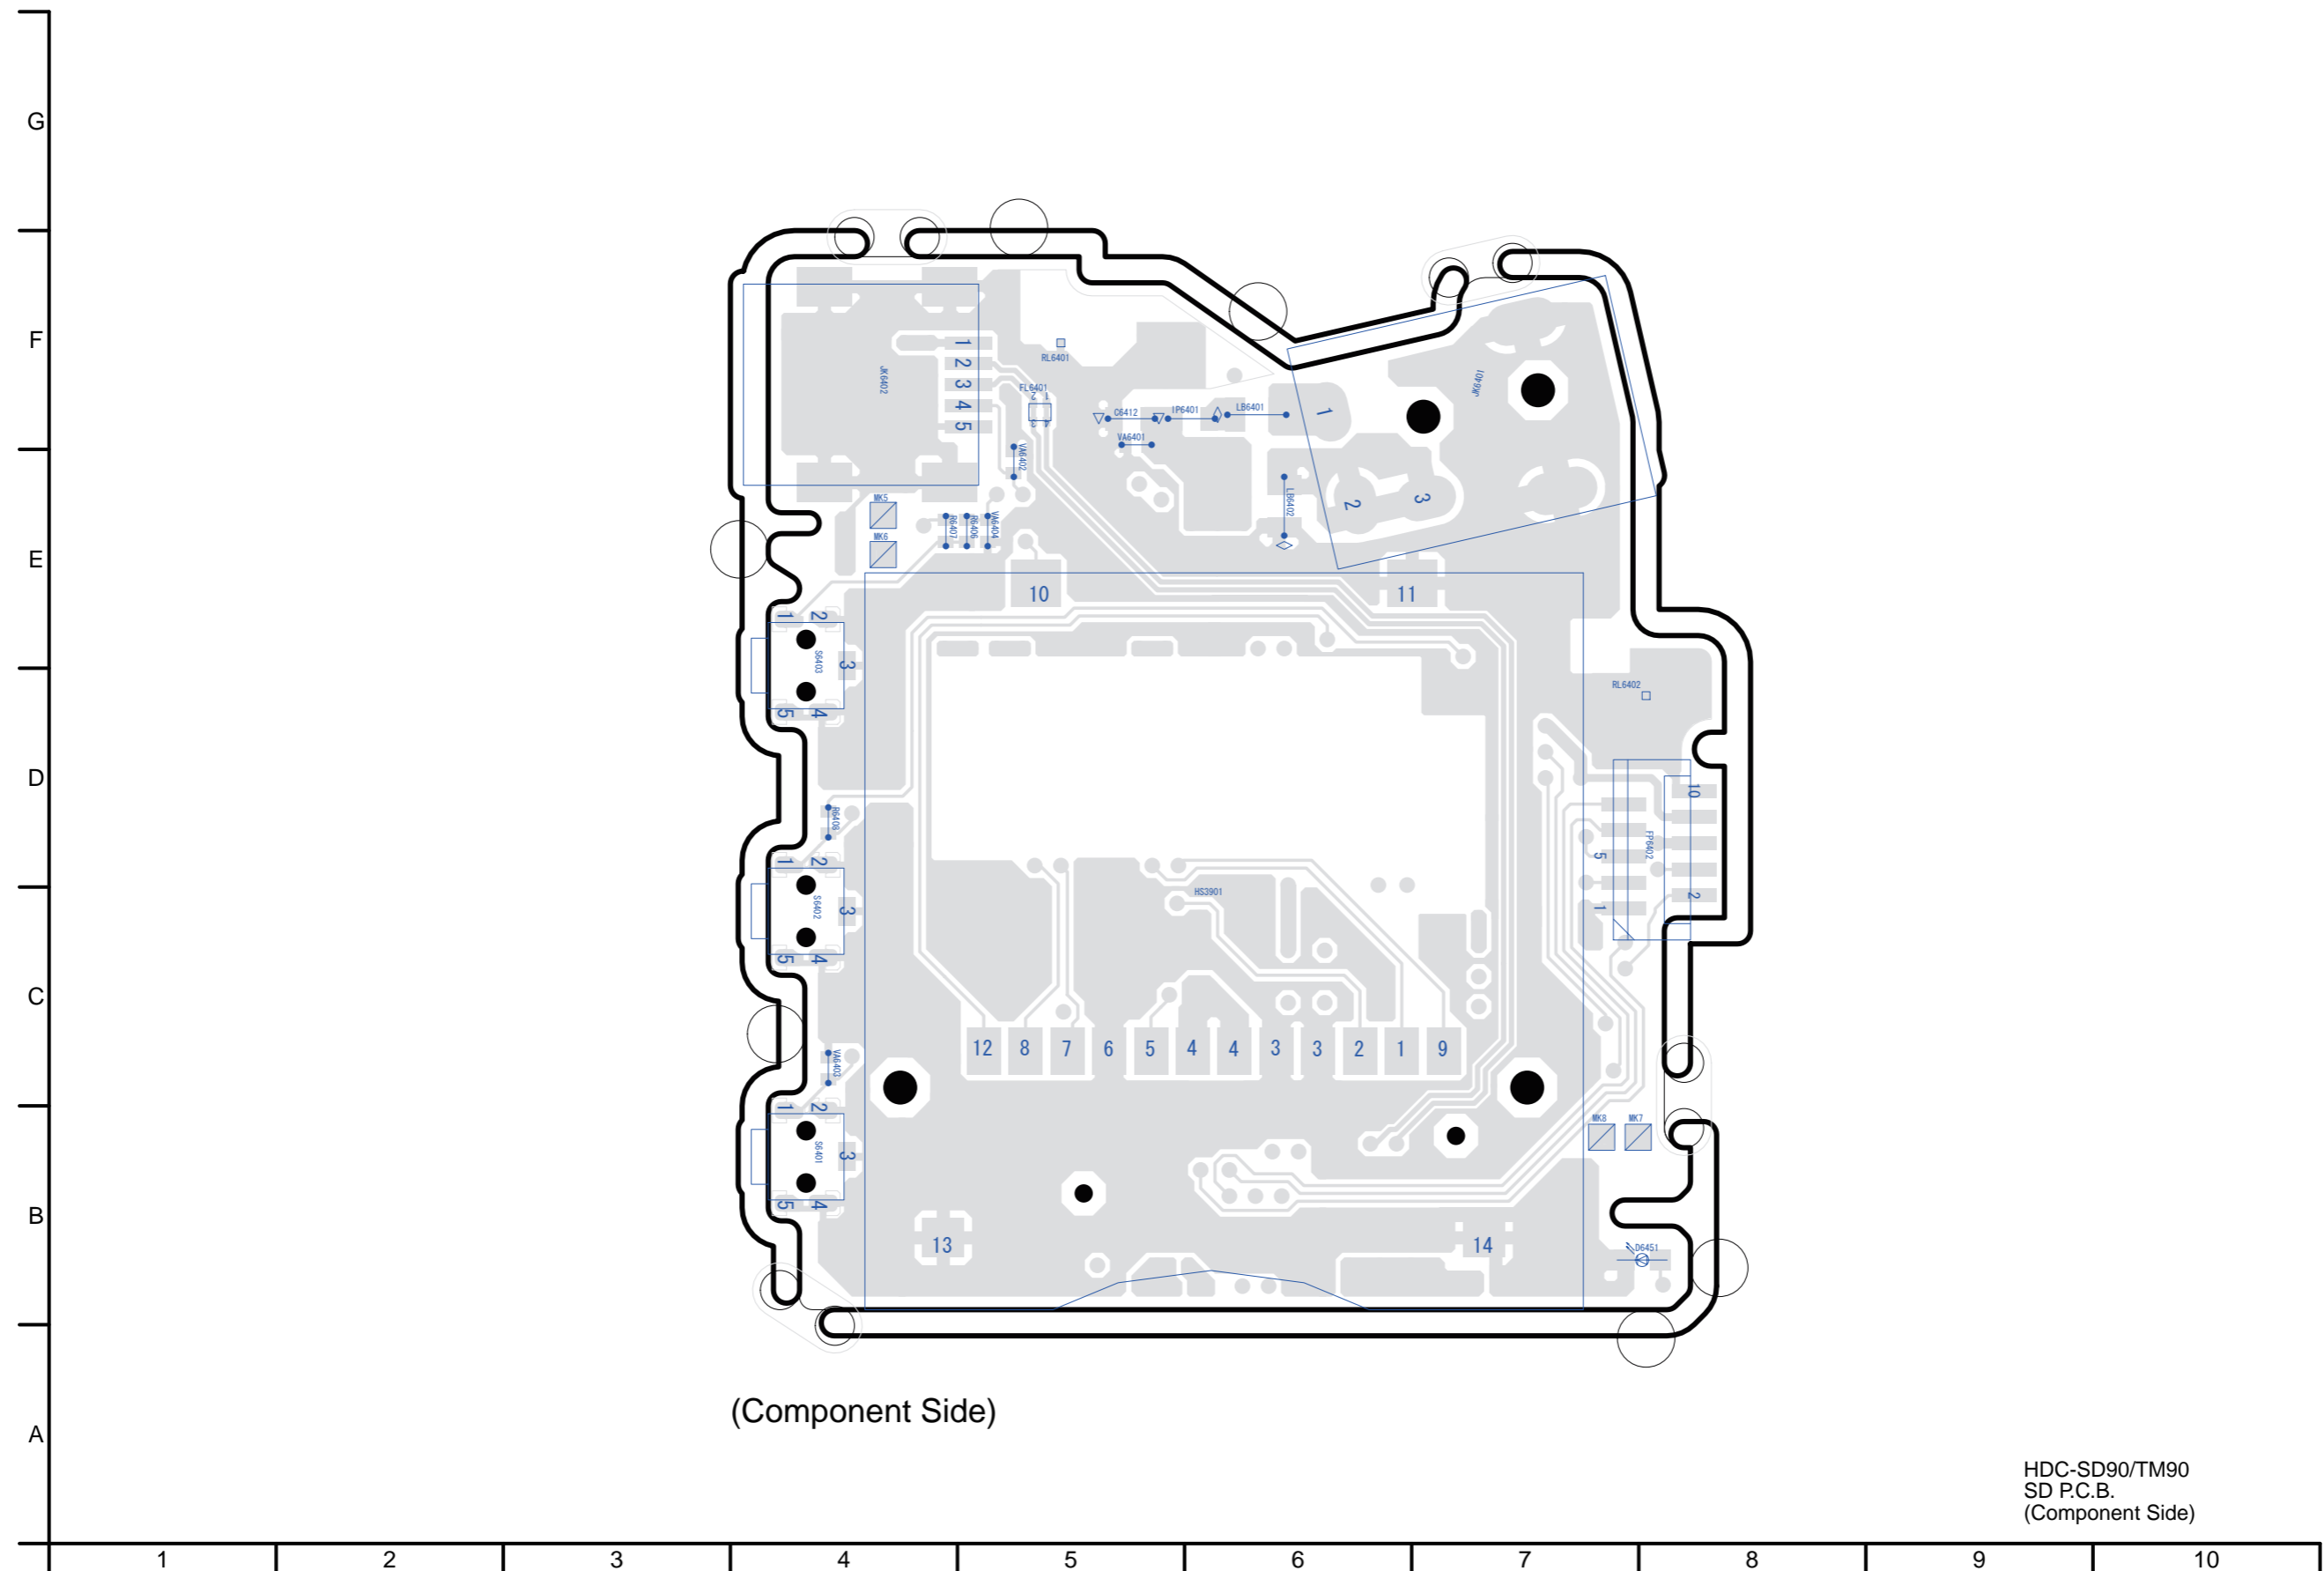 G
F
E
D
C
B
A
JK6402
1
2
3
4
5
RL6401
FL6401
2 1
3 4
C6412
IP6401
LB6401
VA6401
VA6402
1
JK6401
LB6402
2
3
MK5
MK6
R6407
R6406
VA6404
10
11
1 2
S6403
3
5 4
RL6402
R6408
10
5
FP6402
1
2
1 2
S6402
3
5 4
HS3901
12 8 7 6 5 4 4 3 3 2 1 9
VA6403
1 2
S6401
3
5 4
MK8 MK7
13
14
D6451
(Component Side)
HDC-SD90/TM90
SD P.C.B.
(Component Side)
1 2 3 4 5 6 7 8 9 10